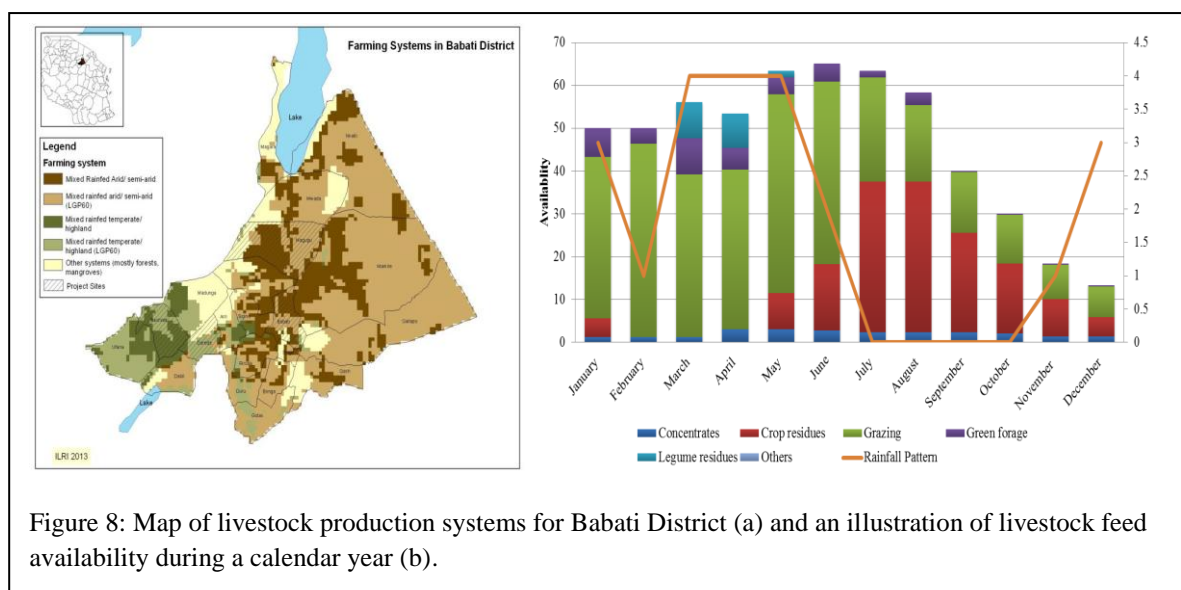 Farming Systems in Babati District
Legend
Farming system
Mixed Rainfed Arid/ semi-arid
Mixed rainfed arid/ semi-arid
(LGP60)
Mixed rainfed temperate/
highland
Mixed rainfed temperate/
highland (LGP60)
Other systems (mostly forests,
mangroves)
Project Sites
Lake
Lake
ILRI 2013
Availablity
70
60
50
40
30
20
10
0
4.5
4
3.5
3
2.5
2
1.5
1
0.5
0
January
February
March
April
May
June
July
August
September
October
November
December
Concentrates
Crop residues
Grazing
Green forage
Legume residues
Others
Rainfall Pattern
Figure 8: Map of livestock production systems for Babati District (a) and an illustration of livestock feed
availability during a calendar year (b).